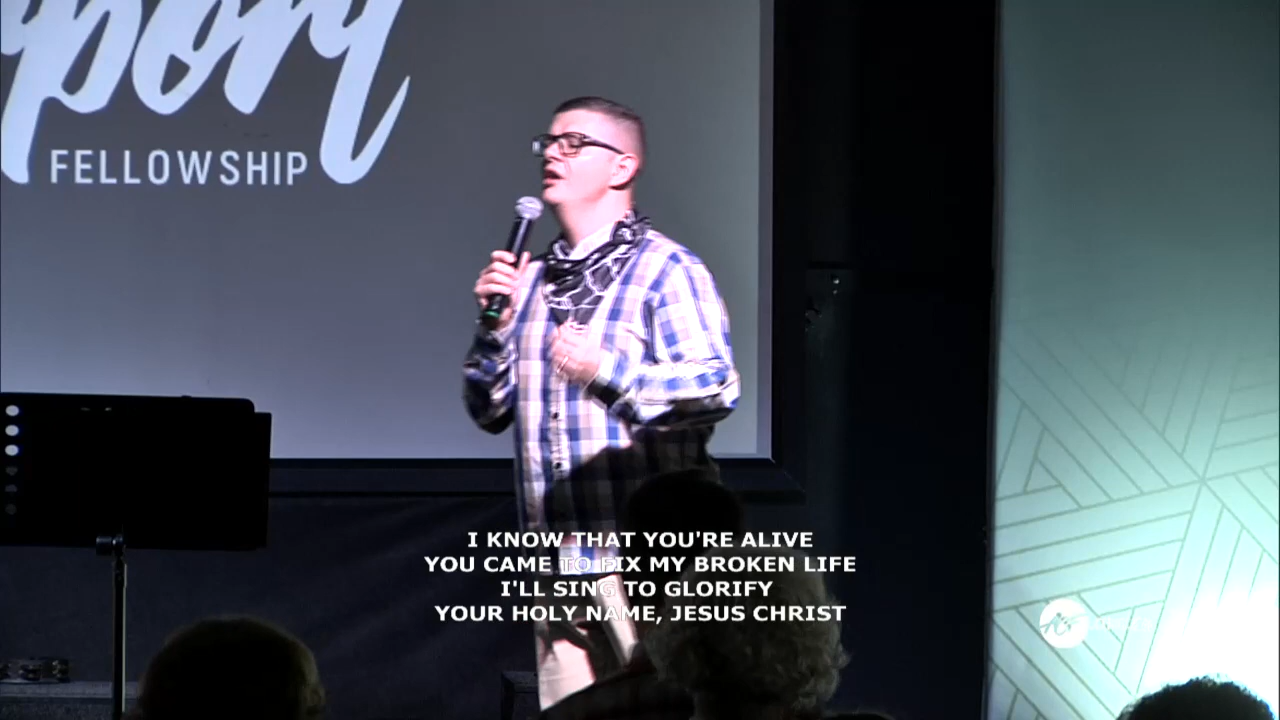 FELLOWSHIP
I KNOW THAT YOU'RE ALIVE
YOU CAME TO FIX MY BROKEN LIFE
I'LL SING TO GLORIFY
YOUR HOLY NAME, JESUS CHRIST